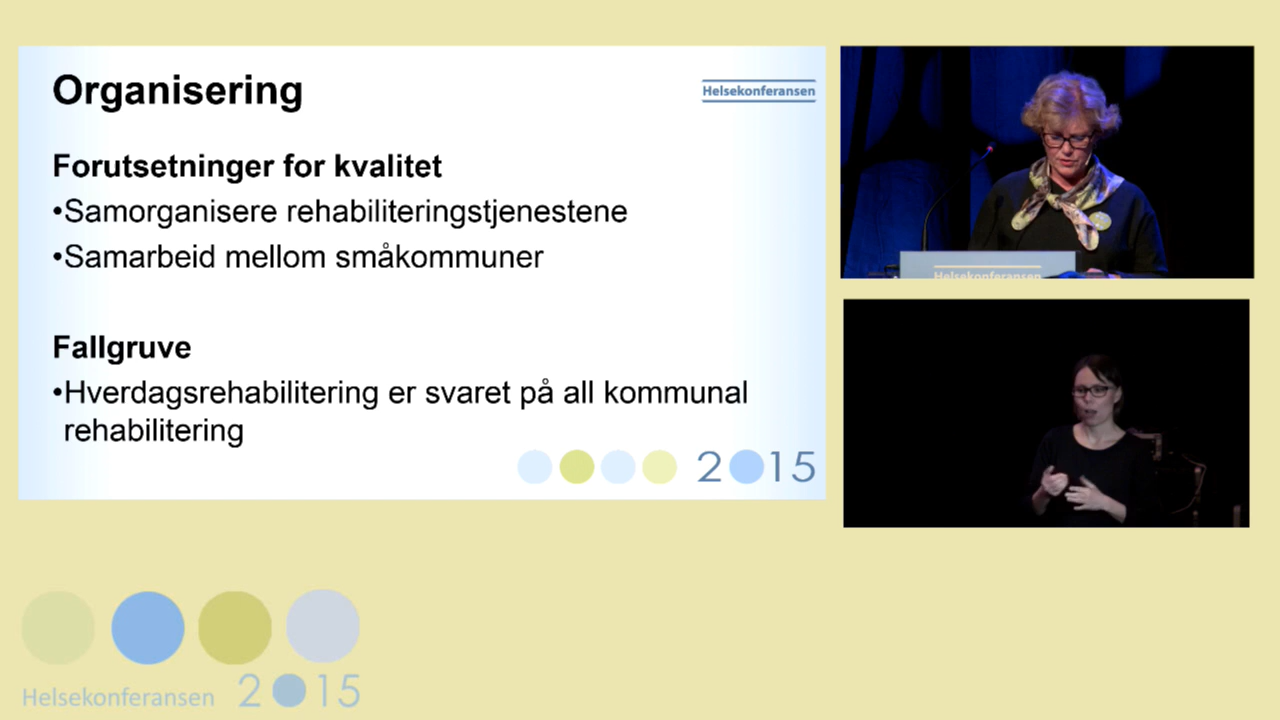 Organisering
Helsekonferansen
Forutsetninger for kvalitet
•Samorganisere rehabiliteringstjenestene
•Samarbeid mellom småkommuner
Fallgruve
•Hverdagsrehabilitering er svaret på all kommunal
rehabilitering
2015
Helsekonferansen
Helsekonferansen 2015